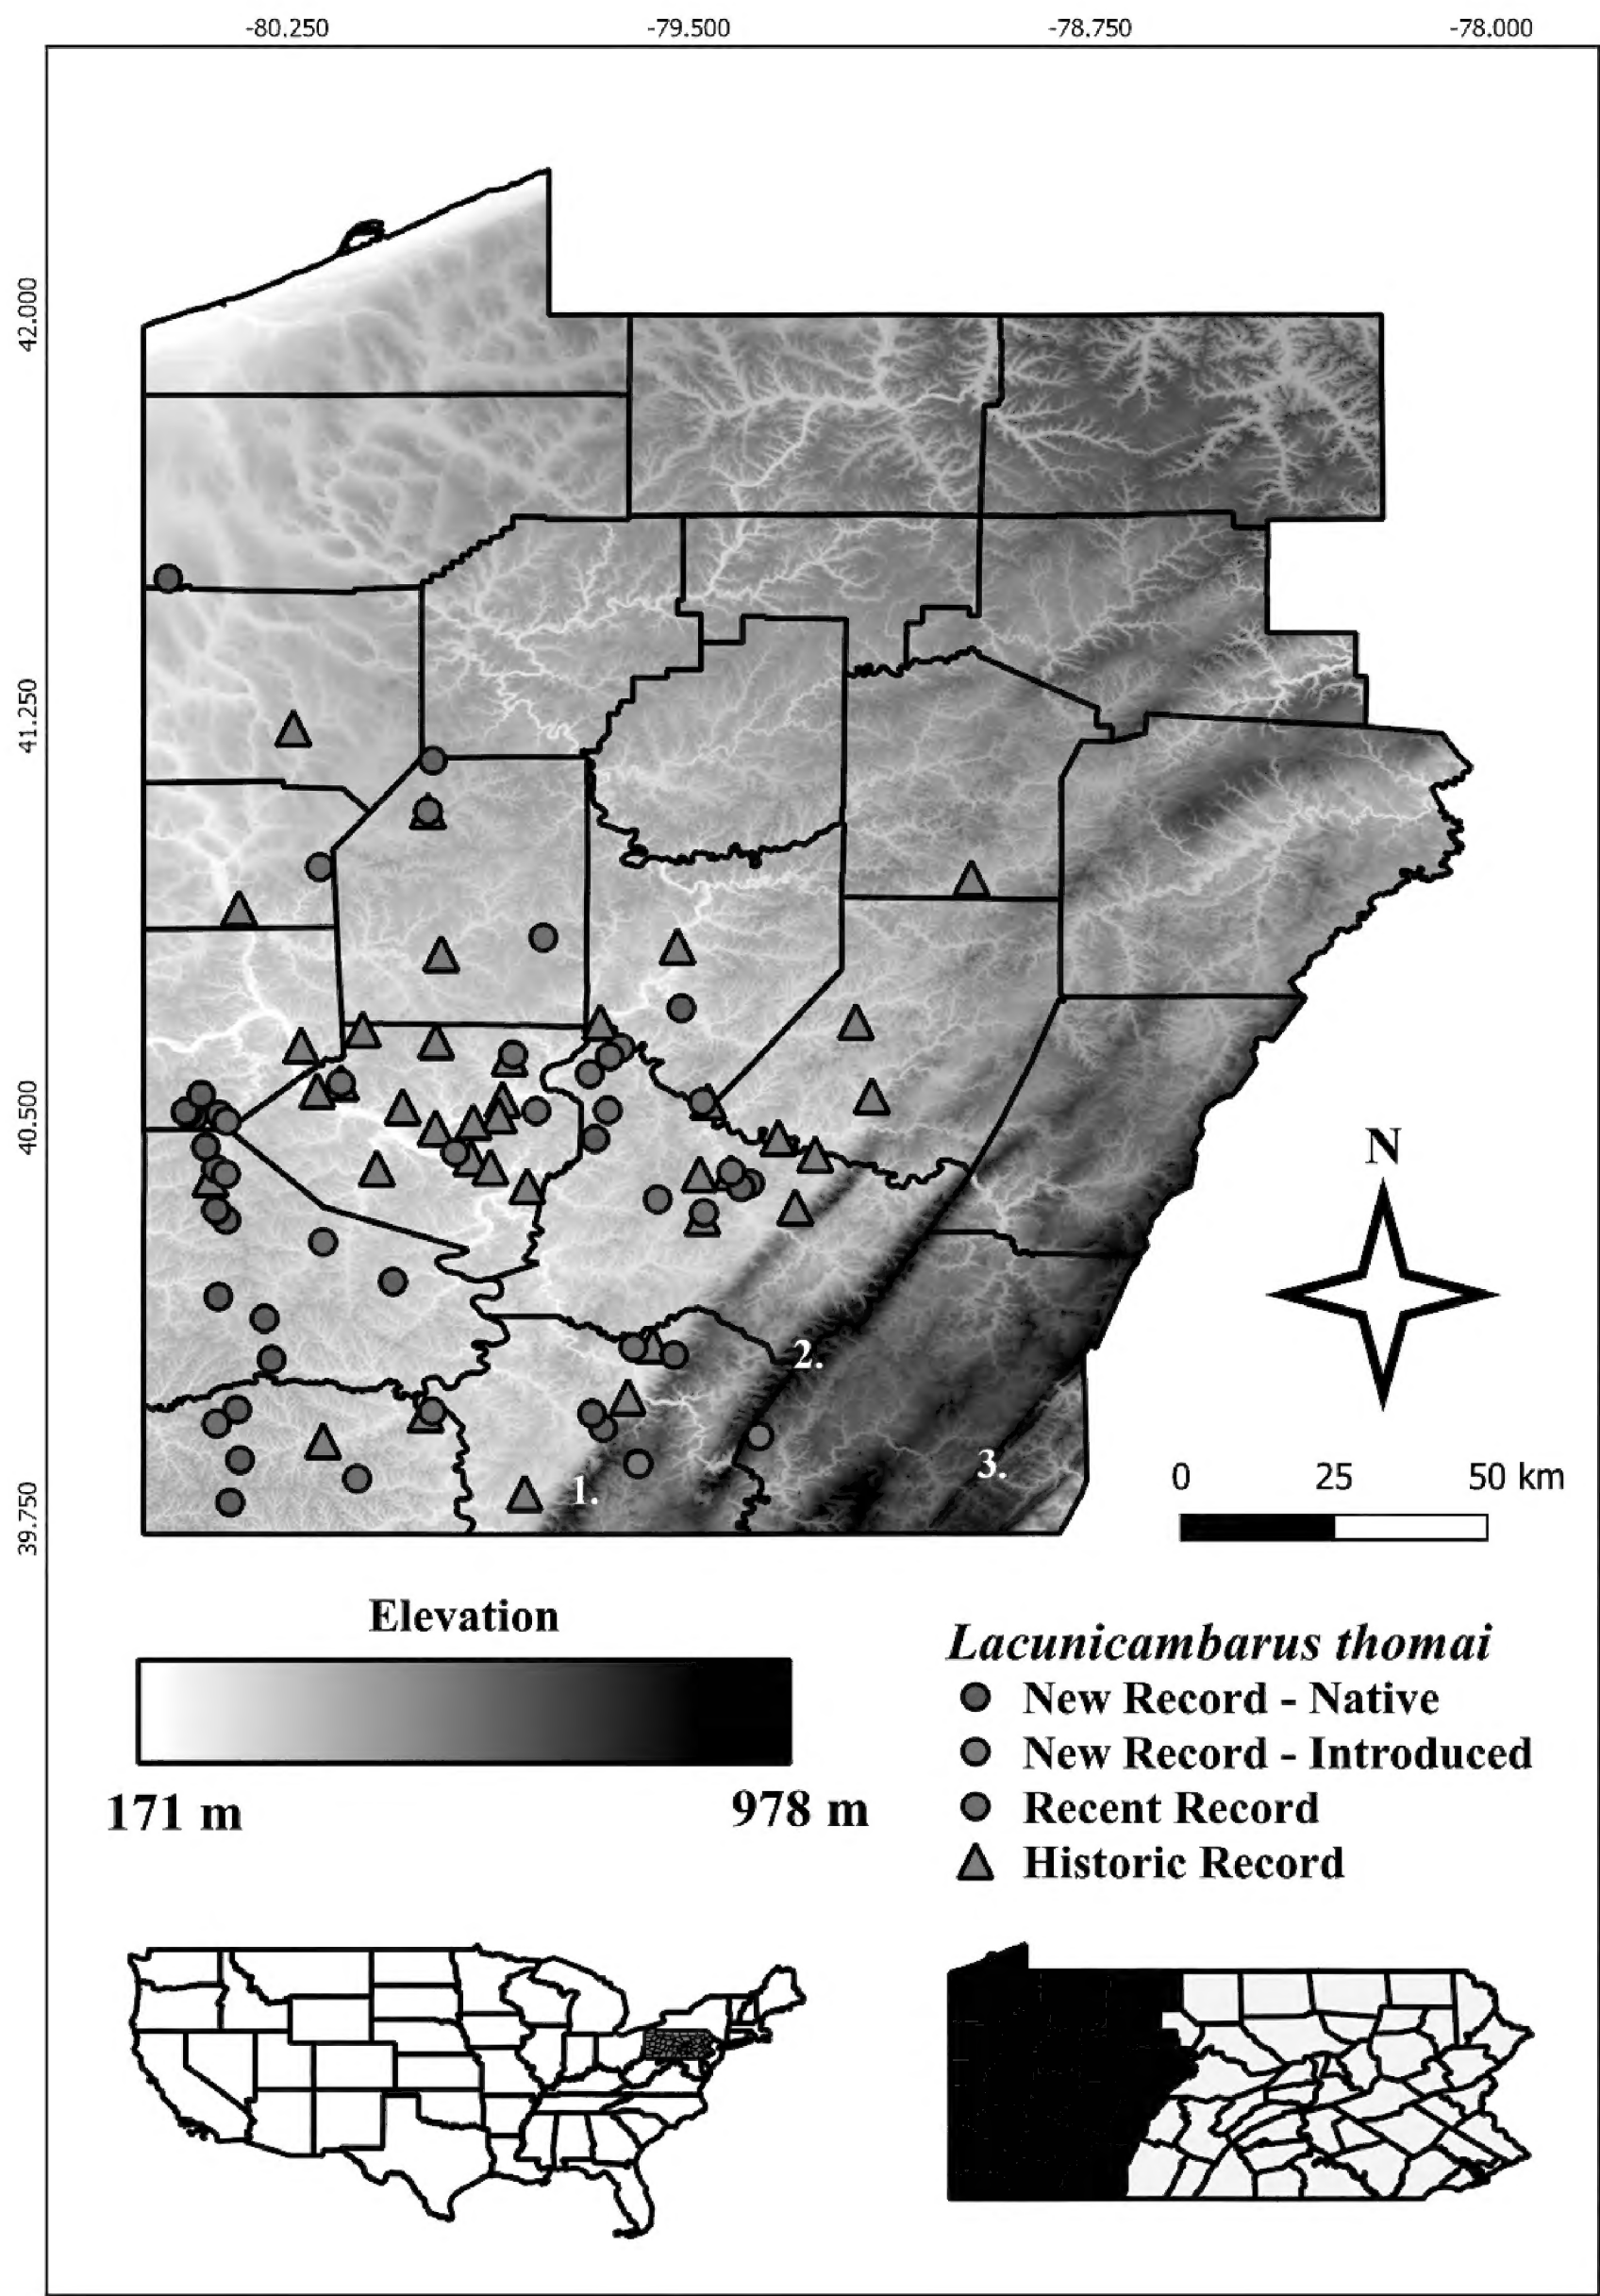 -80.250 -79.500 -78.750 -78.000
42.000
41.250
40.500
39.750
N
2.
3.
1.
0 25 50 km
Elevation
171 m 978 m
Lacunicambarus thomai
New Record - Native
New Record - Introduced
Recent Record
Historic Record